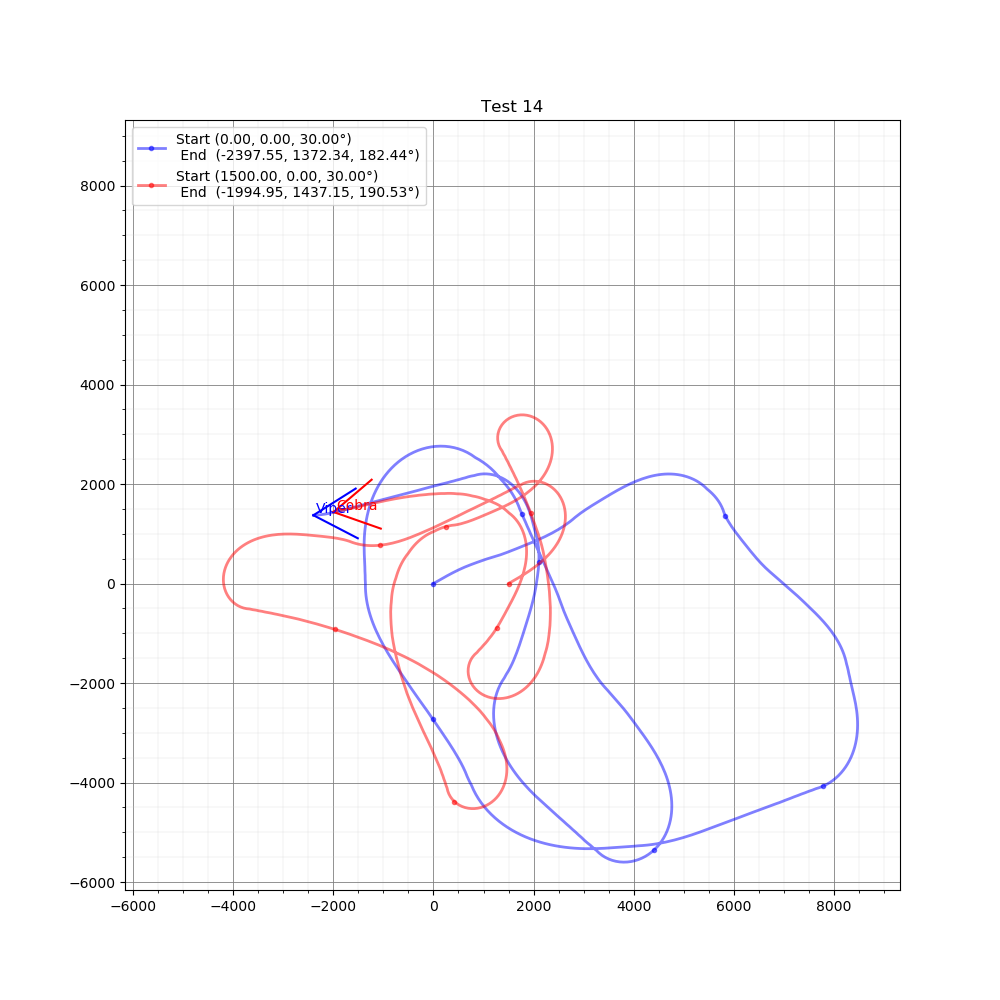 Test 14
Start (0.00, 0.00, 30.00°)
End (-2397.55, 1372.34, 182.44°)
Start (1500.00, 0.00, 30.00°)
End (-1994.95, 1437.15, 190.53°)
8000
6000
4000
2000
0
−2000
−4000
−6000
Viper
Cobra
−6000 −4000 −2000 0 2000 4000 6000 8000